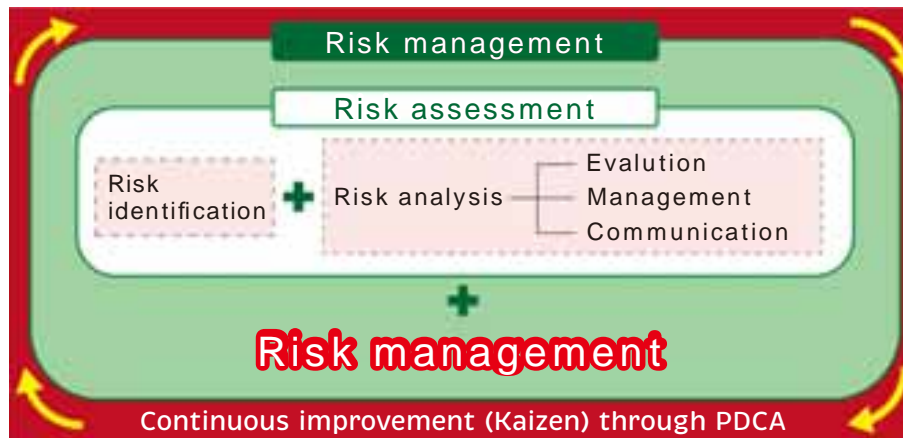 Risk management
Risk assessment
Risk
identification
Risk analysis
Evalution
Management
Communication
Risk management
Continuous improvement (Kaizen) through PDCA